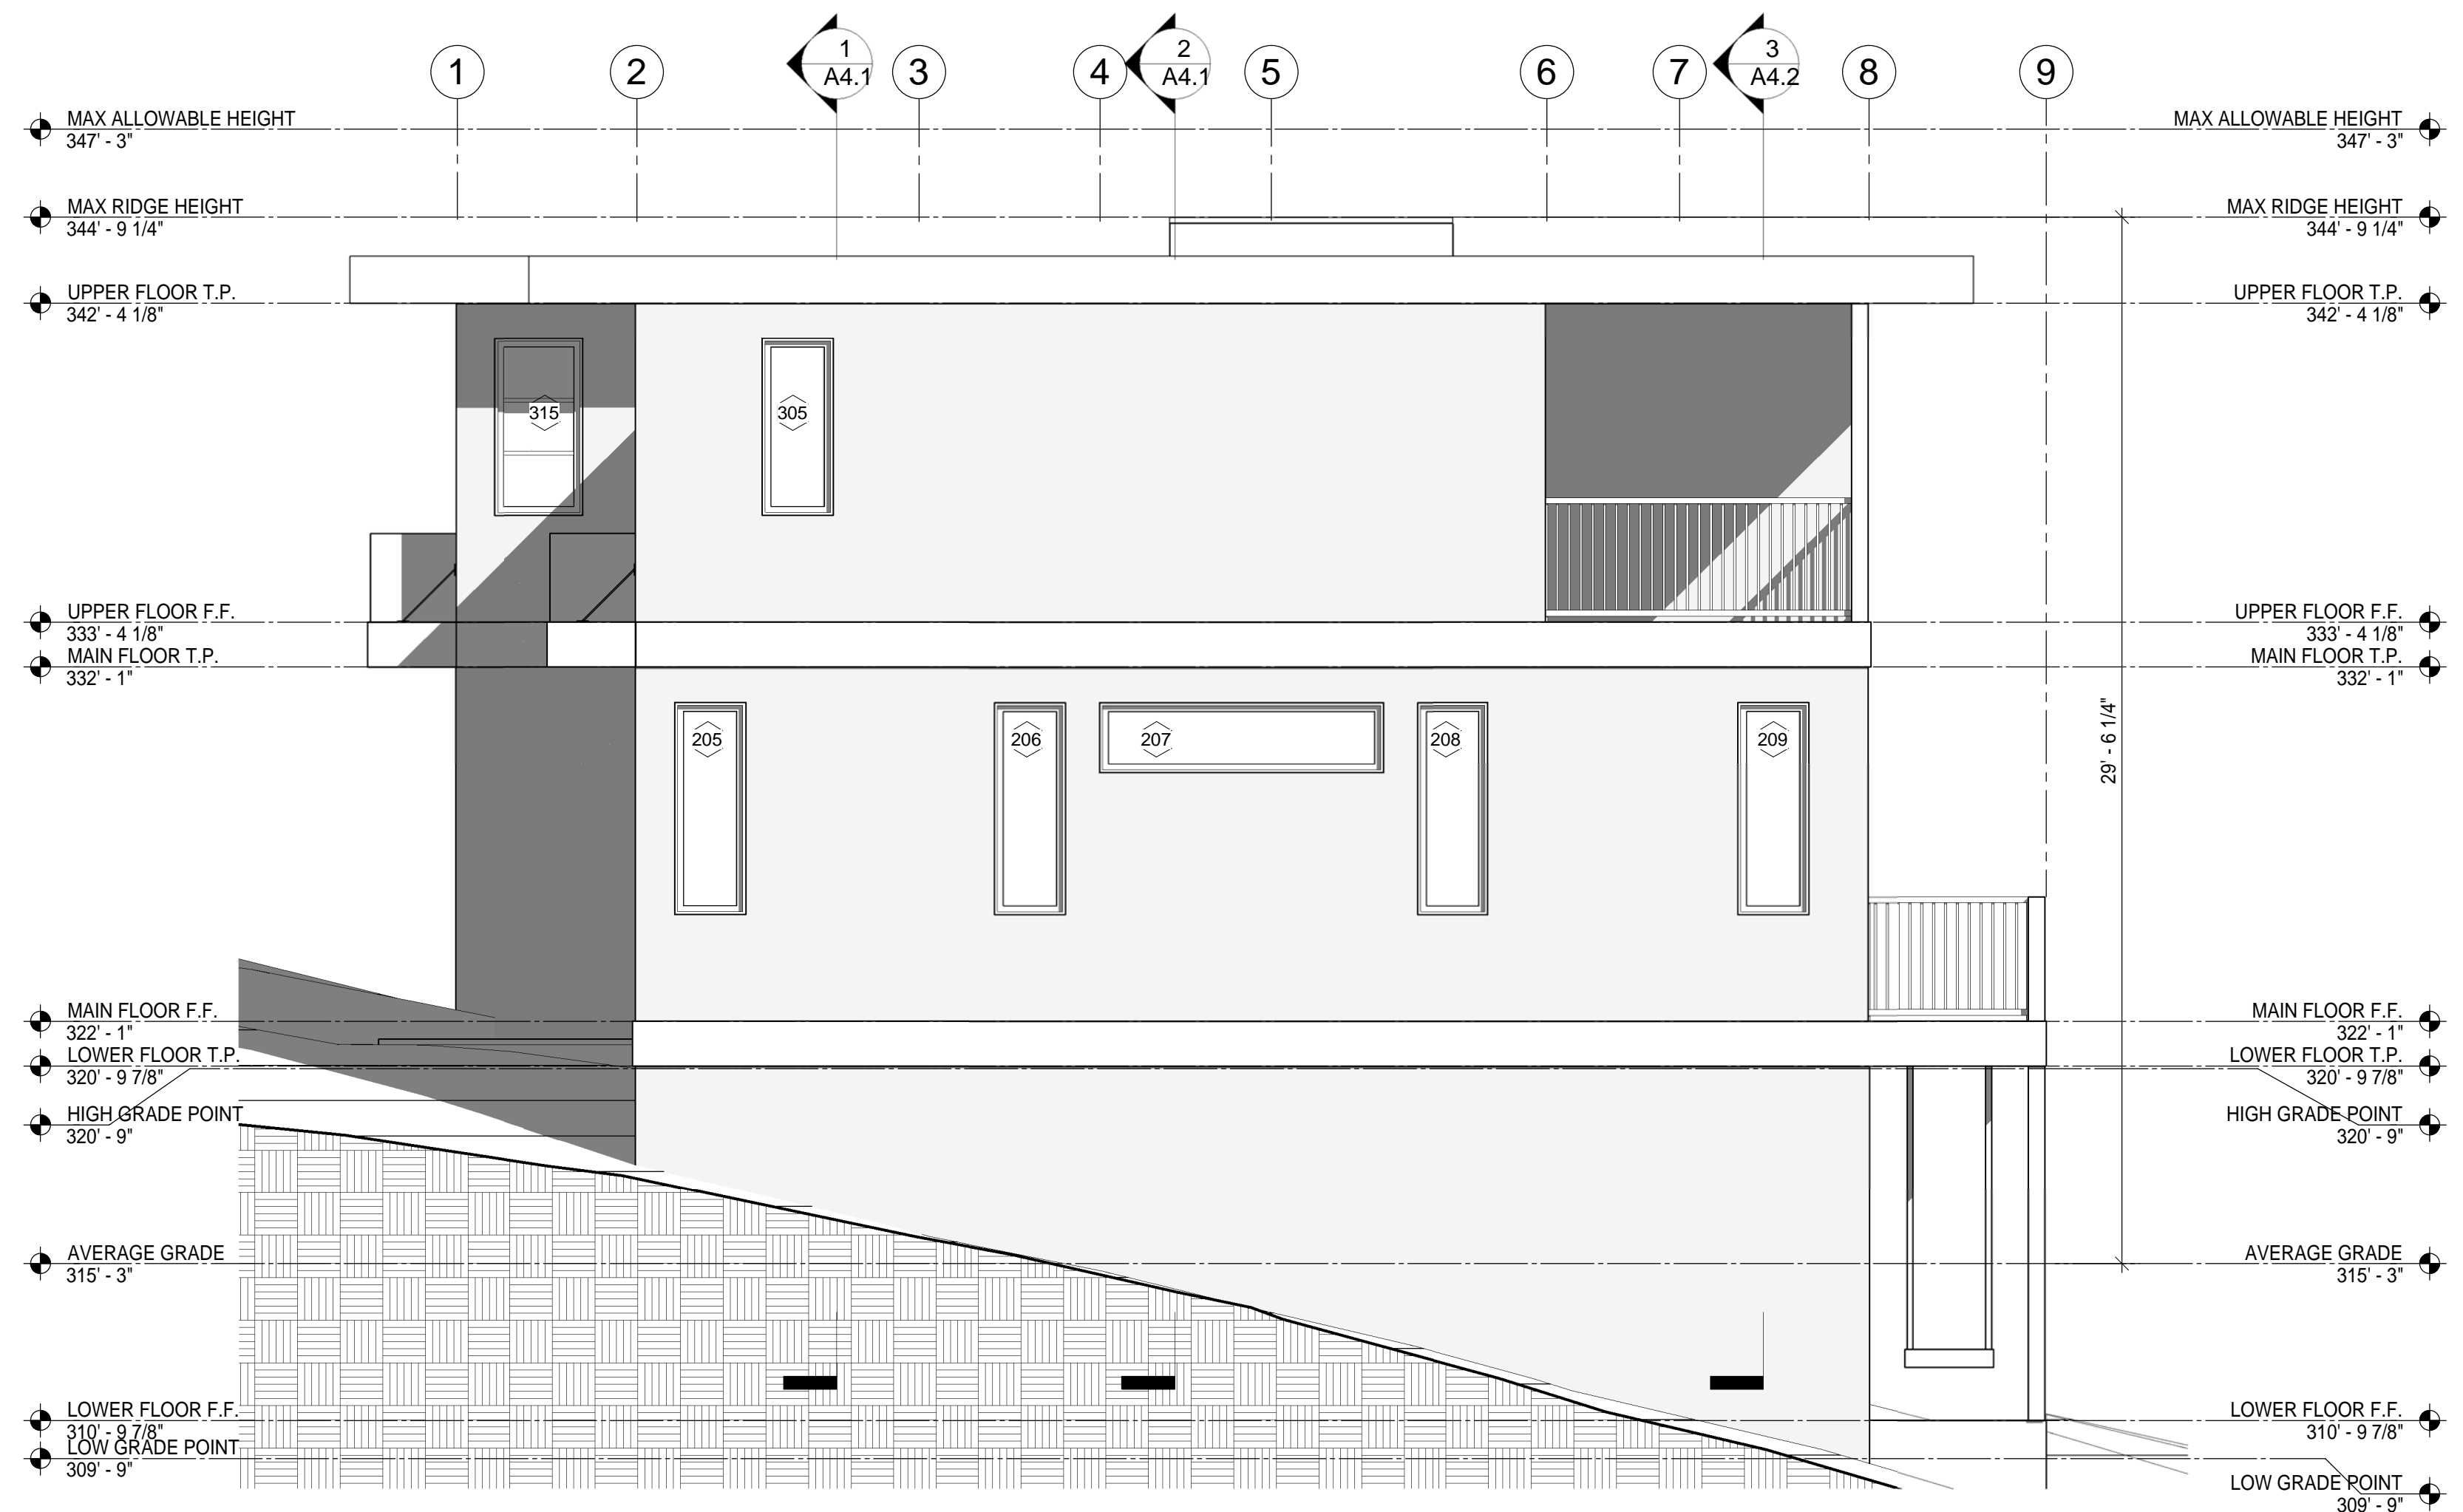 1
2
1
A4.1
3
4
2
A4.1
5
6
7
3
A4.2
8
9
MAX ALLOWABLE HEIGHT
347' - 3"
MAX ALLOWABLE HEIGHT
347' - 3"
MAX RIDGE HEIGHT
344' - 9 1/4"
MAX RIDGE HEIGHT
344' - 9 1/4"
UPPER FLOOR T.P.
342' - 4 1/8"
UPPER FLOOR T.P.
342' - 4 1/8"
315
305
UPPER FLOOR F.F.
333' - 4 1/8"
UPPER FLOOR F.F.
333' - 4 1/8"
MAIN FLOOR T.P.
332' - 1"
MAIN FLOOR T.P.
332' - 1"
205
206
207
208
209
29' - 6 1/4"
MAIN FLOOR F.F.
322' - 1"
MAIN FLOOR F.F.
322' - 1"
LOWER FLOOR T.P.
320' - 9 7/8"
LOWER FLOOR T.P.
320' - 9 7/8"
HIGH GRADE POINT
320' - 9"
HIGH GRADE POINT
320' - 9"
AVERAGE GRADE
315' - 3"
AVERAGE GRADE
315' - 3"
LOWER FLOOR F.F.
310' - 9 7/8"
LOWER FLOOR F.F.
310' - 9 7/8"
LOW GRADE POINT
309' - 9"
LOW GRADE POINT
309' - 9"